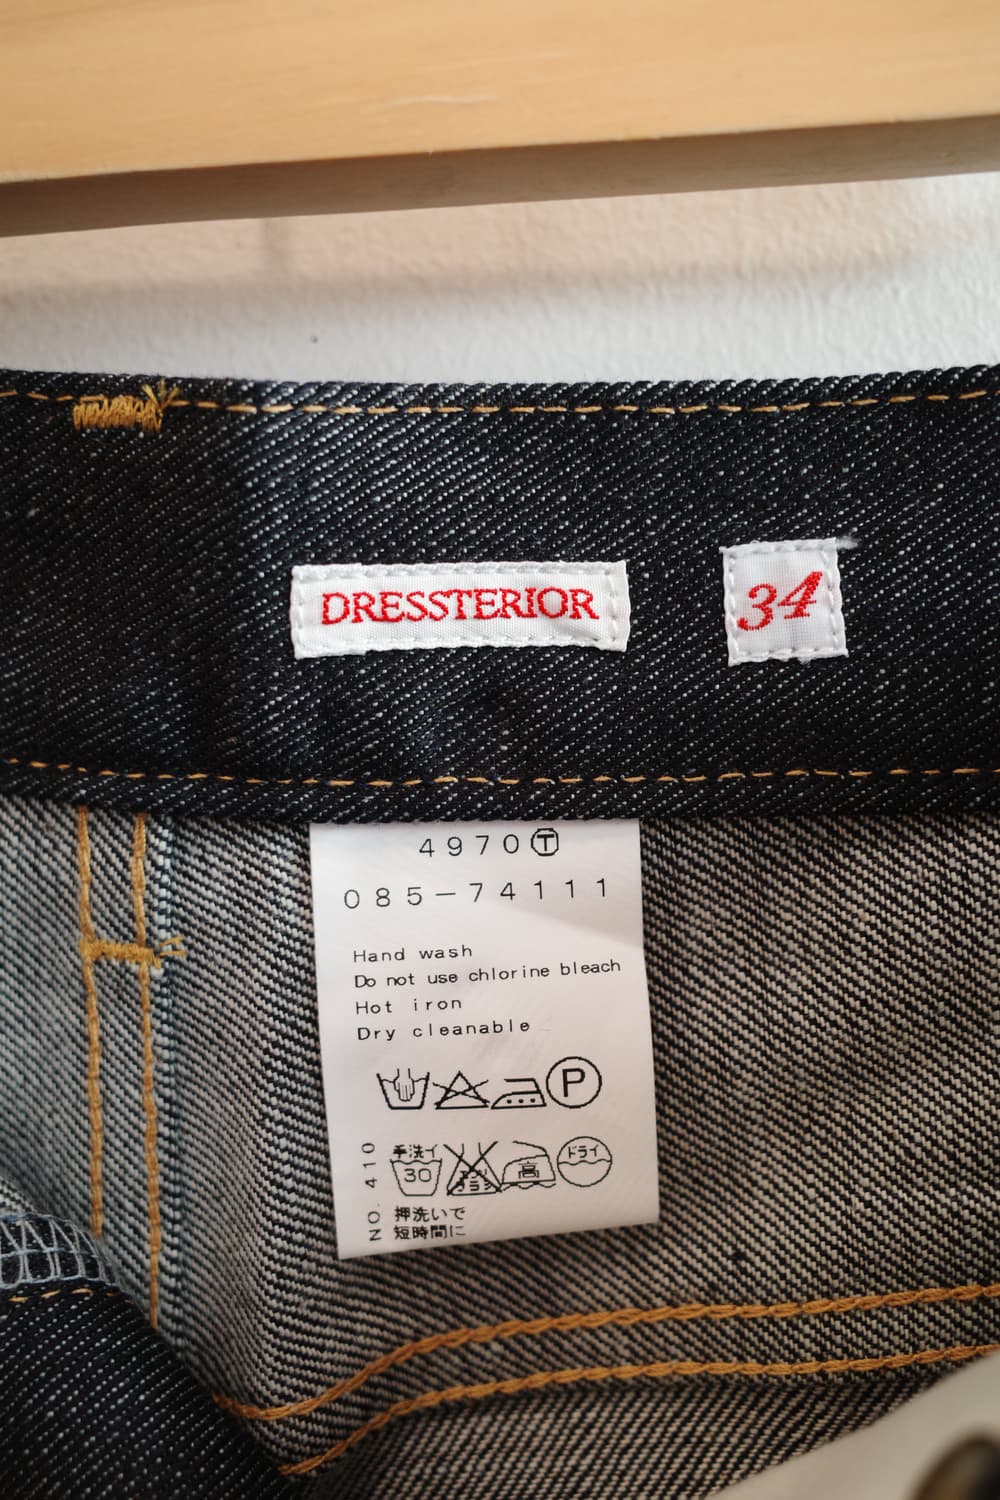 DRESSTERIOR
34
4970Ⓣ
085-74111
Hand wash
Do not use chlorine bleach
Hot iron
Dry cleanable
P
手洗イ
30
高
ドライ
NO. 410
押洗いで
短時間に